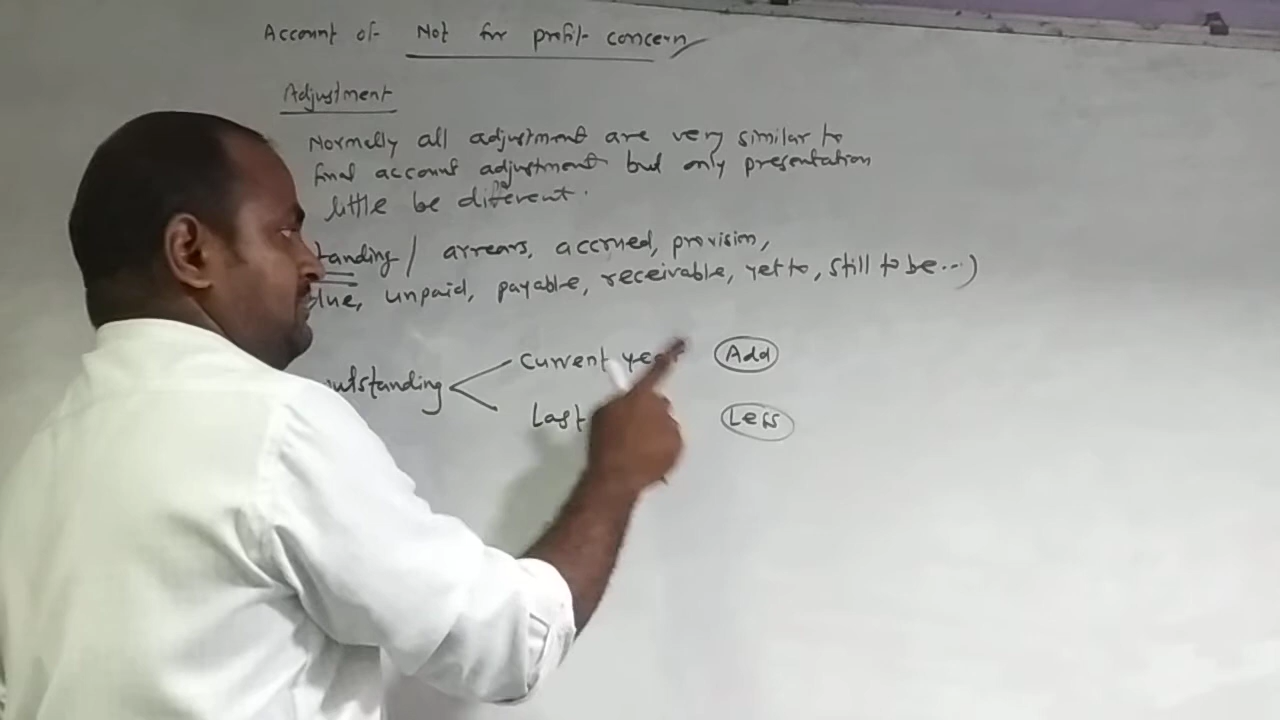 Account of Not for profit concern
Adjustment
Normally all adjustment are very similar to
final account adjustment but only presentation
little be diferent.
tanding / arrears, accrued, provision,
due, unpaid, payable, receivable, yet to, still to be...)
utstanding
Current year Add
Last Less